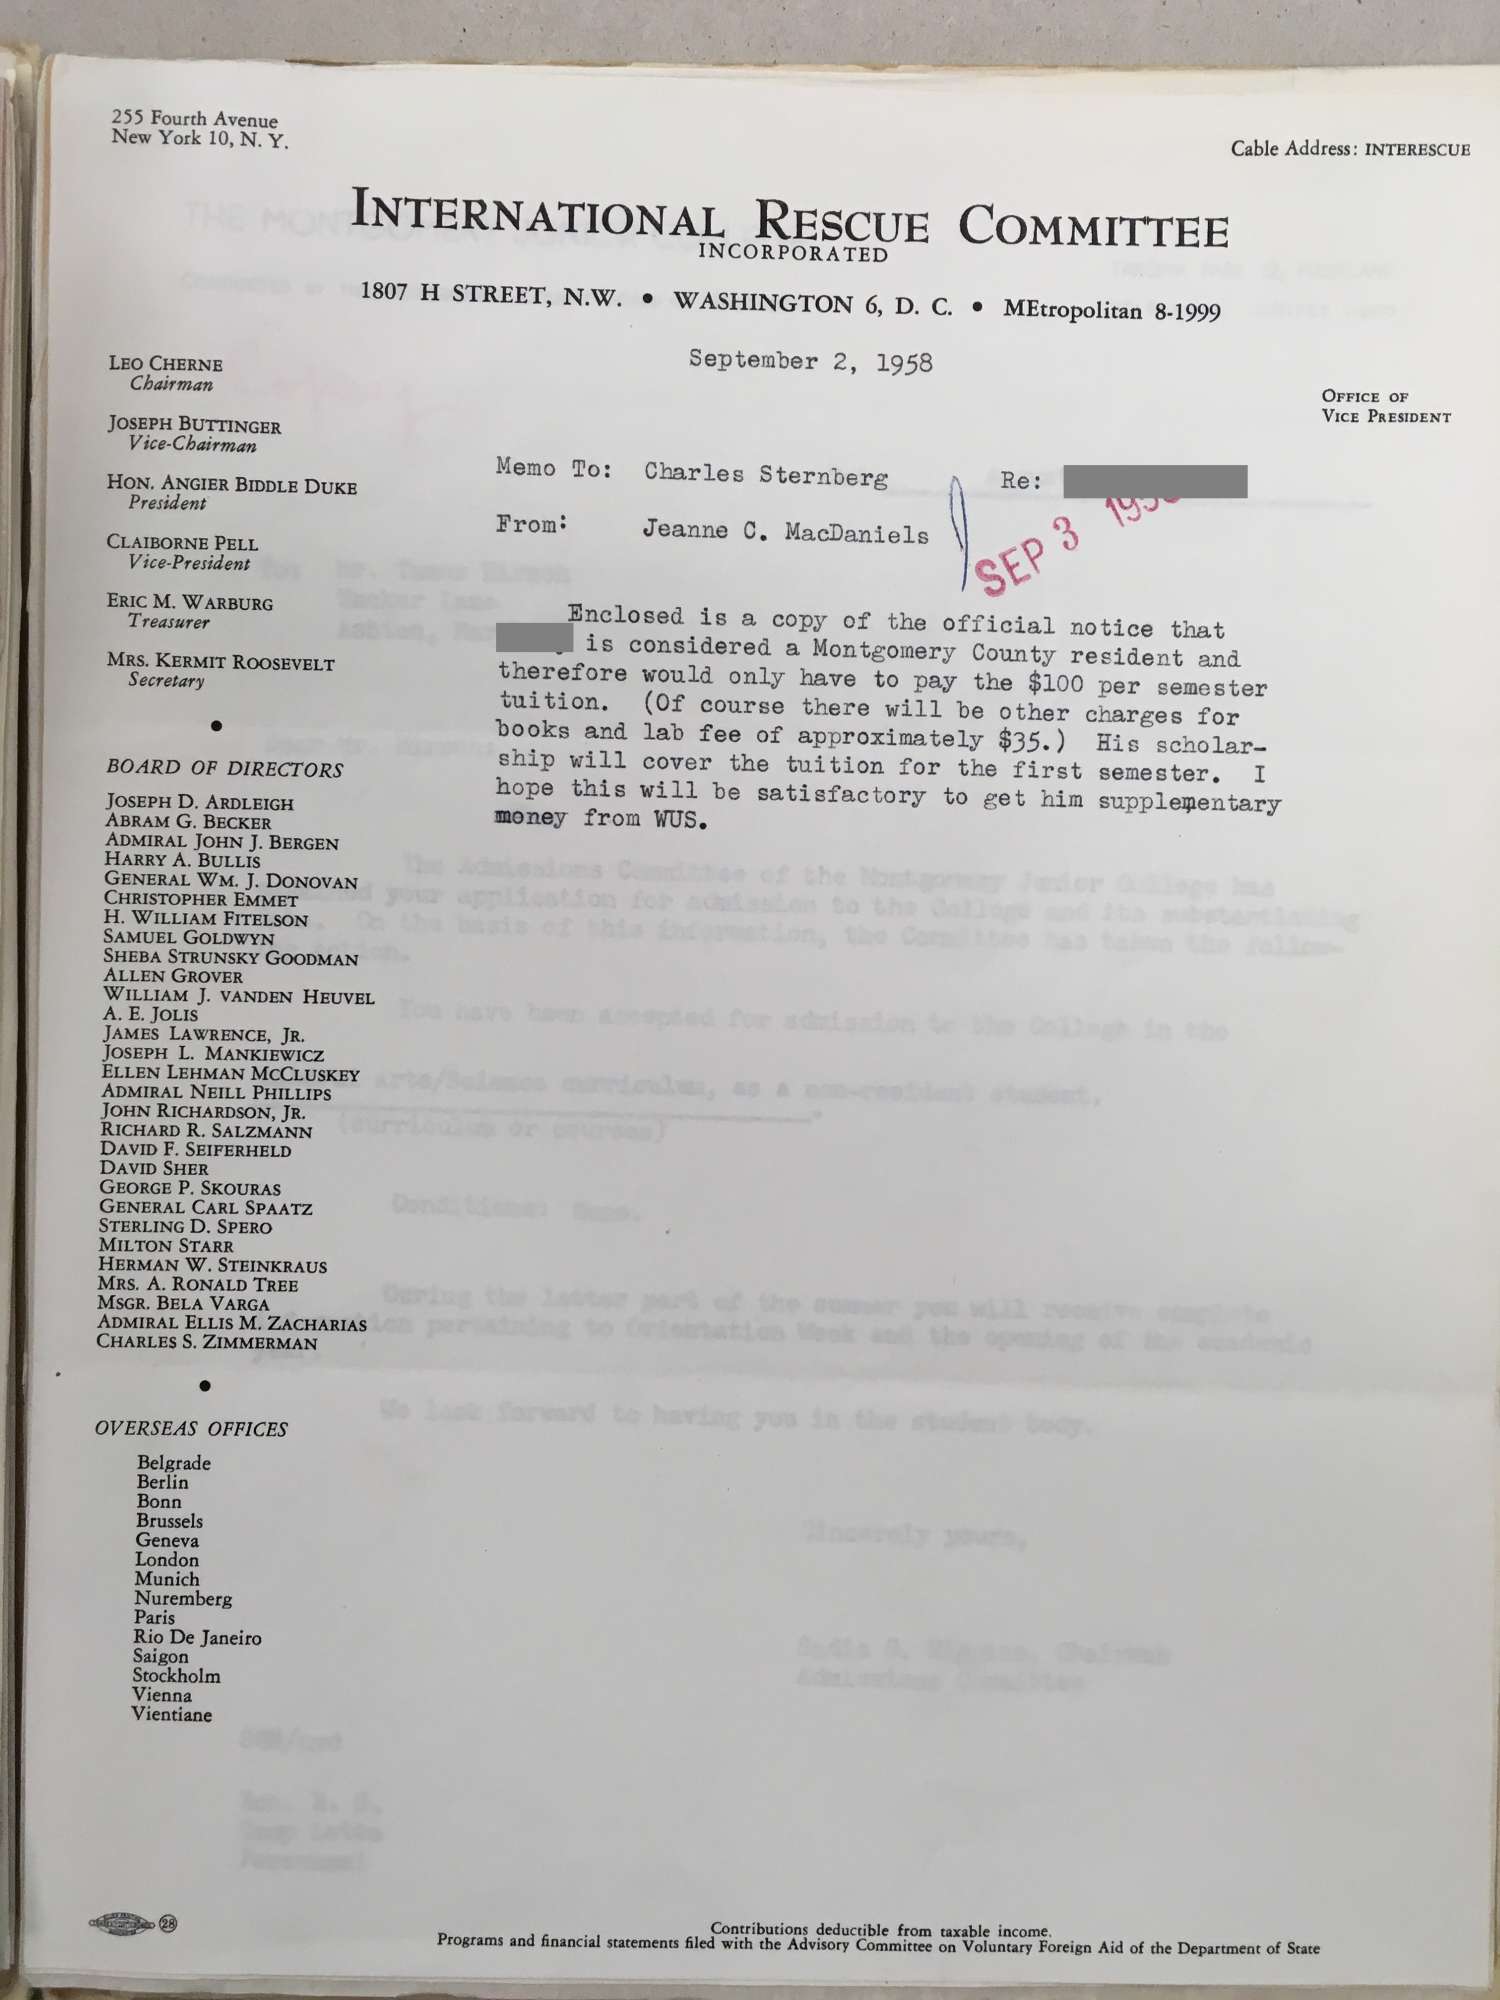 255 Fourth Avenue
New York 10, N. Y.
Cable Address: INTERESCUE
INTERNATIONAL RESCUE COMMITTEE
INCORPORATED
1807 H STREET, N.W. • WASHINGTON 6, D. C. • MEtropolitan 8-1999
September 2, 1958
OFFICE OF
VICE PRESIDENT
LEO CHERNE
Chairman
JOSEPH BUTTINGER
Vice-Chairman
HON. ANGIER BIDDLE DUKE
President
CLAIBORNE PELL
Vice-President
ERIC M. WARBURG
Treasurer
MRS. KERMIT ROOSEVELT
Secretary
•
BOARD OF DIRECTORS
JOSEPH D. ARDLEIGH
ABRAM G. BECKER
ADMIRAL JOHN J. BERGEN
HARRY A. BULLIS
GENERAL WM. J. DONOVAN
CHRISTOPHER EMMET
H. WILLIAM FITELSON
SAMUEL GOLDWYN
SHEBA STRUNSKY GOODMAN
ALLEN GROVER
WILLIAM J. VANDEN HEUVEL
A. E. JOLIS
JAMES LAWRENCE, JR.
JOSEPH L. MANKIEWICZ
ELLEN LEHMAN MCCLUSKEY
ADMIRAL NEILL PHILLIPS
JOHN RICHARDSON, JR.
RICHARD R. SALZMANN
DAVID F. SEIFERHELD
DAVID SHER
GEORGE P. SKOURAS
GENERAL CARL SPAATZ
STERLING D. SPERO
MILTON STARR
HERMAN W. STEINKRAUS
MRS. A. RONALD TREE
MSGR. BELA VARGA
ADMIRAL ELLIS M. ZACHARIAS
CHARLES S. ZIMMERMAN
•
OVERSEAS OFFICES
Belgrade
Berlin
Bonn
Brussels
Geneva
London
Munich
Nuremberg
Paris
Rio De Janeiro
Saigon
Stockholm
Vienna
Vientiane
Memo To: Charles Sternberg Re:
From: Jeanne C. MacDaniels
SEP 3 195
Enclosed is a copy of the official notice that
is considered a Montgomery County resident and
therefore would only have to pay the $100 per semester
tuition. (Of course there will be other charges for
books and lab fee of approximately $35.) His scholar-
ship will cover the tuition for the first semester. I
hope this will be satisfactory to get him supplementary
money from WUS.
28
Contributions deductible from taxable income.
Programs and financial statements filed with the Advisory Committee on Voluntary Foreign Aid of the Department of State